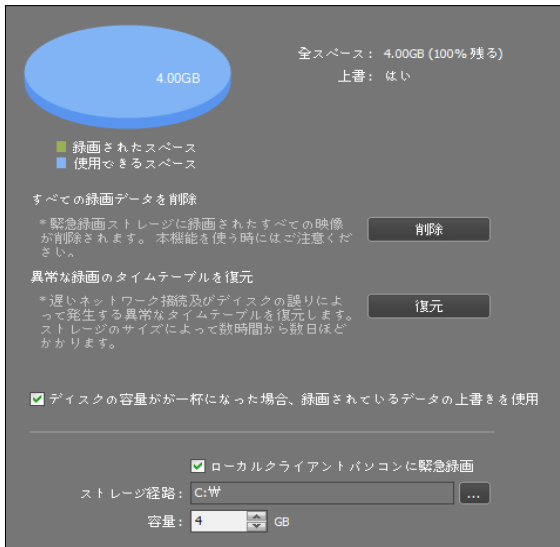 4.00GB
全スペース： 4.00GB (100% 残る)
上書： はい
録画されたスペース
使用できるスペース
すべての録画データを削除
*緊急録画ストレージに録画されたすべての映像
が削除されます。 本機能を使う時にはご注意くだ
さい。
削除
異常な録画のタイムテーブルを復元
*遅いネットワーク接続及びディスクの誤りによ
って発生する異常なタイムテーブルを復元します。
ストレージのサイズによって数時間から数日ほど
かかります。
復元
ディスクの容量がが一杯になった場合、録画されているデータの上書きを使用
ローカルクライアントパソコンに緊急録画
ストレージ経路： C:₩
...
容量： 4 GB